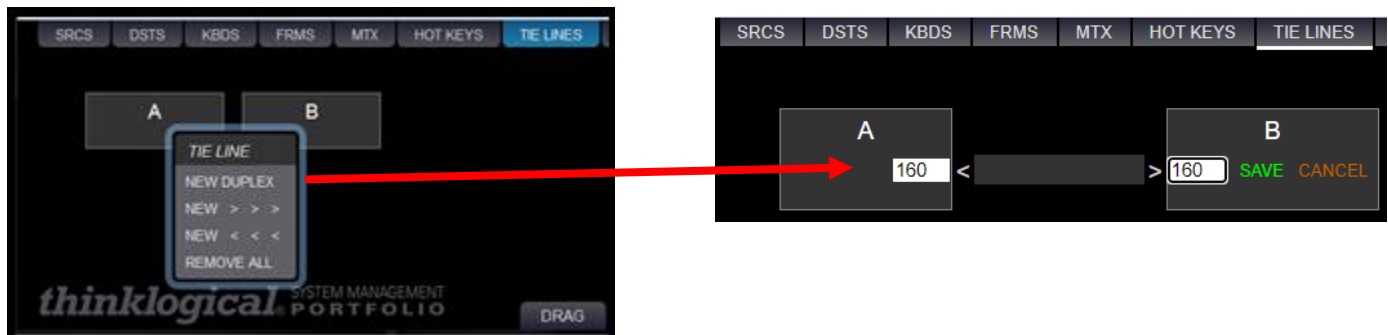 SRCS DSTS KBDS FRMS MTX HOT KEYS TIE LINES
A B
TIE LINE
NEW DUPLEX
NEW > > >
NEW < < <
REMOVE ALL
thinklogical® SYSTEM MANAGEMENT
PORTFOLIO
DRAG
SRCS DSTS KBDS FRMS MTX HOT KEYS TIE LINES
A B
160 < > 160 SAVE CANCEL